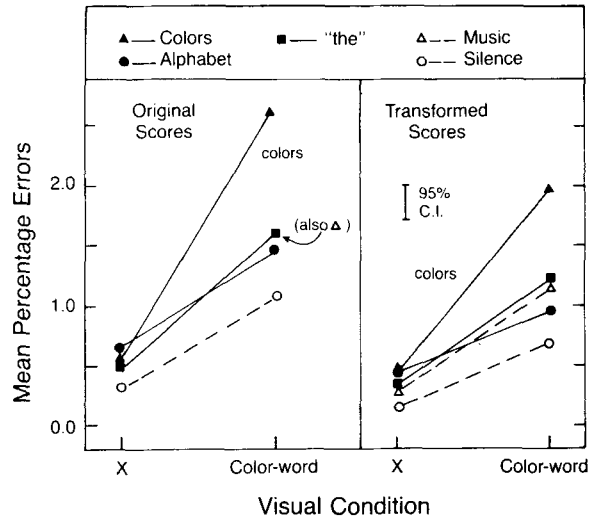 Colors "the" Music
Alphabet Silence
Original
Scores
Transformed
Scores
colors
2.0
95%
C.I.
(also Δ)
colors
1.0
0.0
Mean Percentage Errors
X Color-word X Color-word
Visual Condition